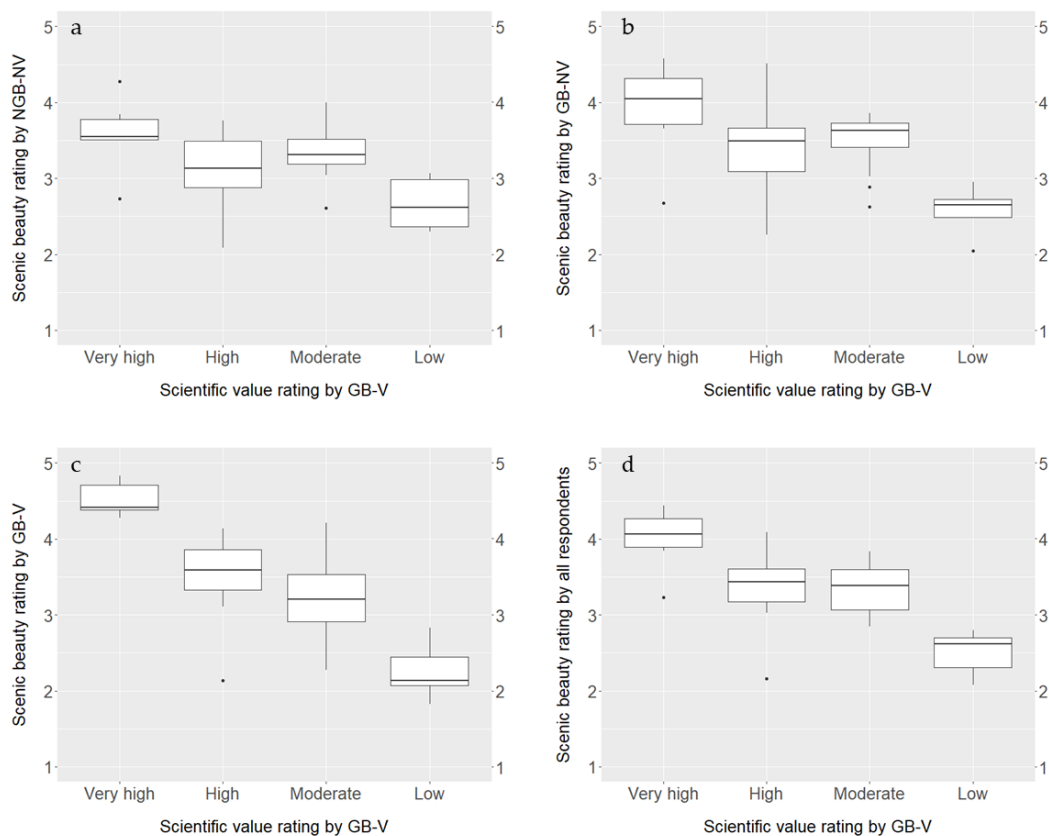 a
Scenic beauty rating by NGB-NV
5 5
4 4
3 3
2 2
1 1
Very high High Moderate Low
Scientific value rating by GB-V
b
Scenic beauty rating by GB-NV
5 5
4 4
3 3
2 2
1 1
Very high High Moderate Low
Scientific value rating by GB-V
c
Scenic beauty rating by GB-V
5 5
4 4
3 3
2 2
1 1
Very high High Moderate Low
Scientific value rating by GB-V
d
Scenic beauty rating by all respondents
5 5
4 4
3 3
2 2
1 1
Very high High Moderate Low
Scientific value rating by GB-V